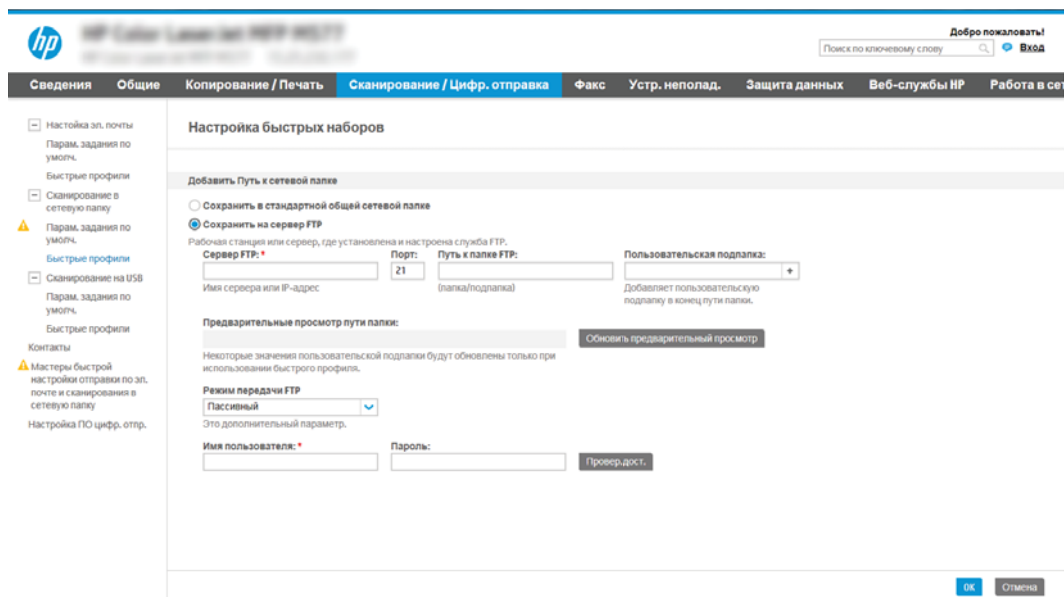 hp
HP Color LaserJet MFP M577
Добро пожаловать!
Поиск по ключевому слову
Вход
Сведения Общие Копирование / Печать Сканирование / Цифр. отправка Факс Устр. неполад. Защита данных Веб-службы HP Работа в сет
Настойка эл. почты
Парам. задания по
умолч.
Быстрые профили
Сканирование в
сетевую папку
Парам. задания по
умолч.
Быстрые профили
Сканирование на USB
Парам. задания по
умолч.
Быстрые профили
Контакты
Мастеры быстрой
настройки отправки по эл.
почте и сканирования в
сетевую папку
Настройка ПО цифр. отпр.
Настройка быстрых наборов
Добавить Путь к сетевой папке
Сохранить в стандартной общей сетевой папке
Сохранить на сервер FTP
Рабочая станция или сервер, где установлена и настроена служба FTP.
Сервер FTP: * Порт: Путь к папке FTP: Пользовательская подпапка:
21 +
Имя сервера или IP-адрес (папка/подпапка) Добавляет пользовательскую
подпапку в конец пути папки.
Предварительные просмотр пути папки:
Обновить предварительный просмотр
Некоторые значения пользовательской подпапки будут обновлены только при
использовании быстрого профиля.
Режим передачи FTP
Пассивный
Это дополнительный параметр.
Имя пользователя: * Пароль:
Провер.дост.
OK Отмена